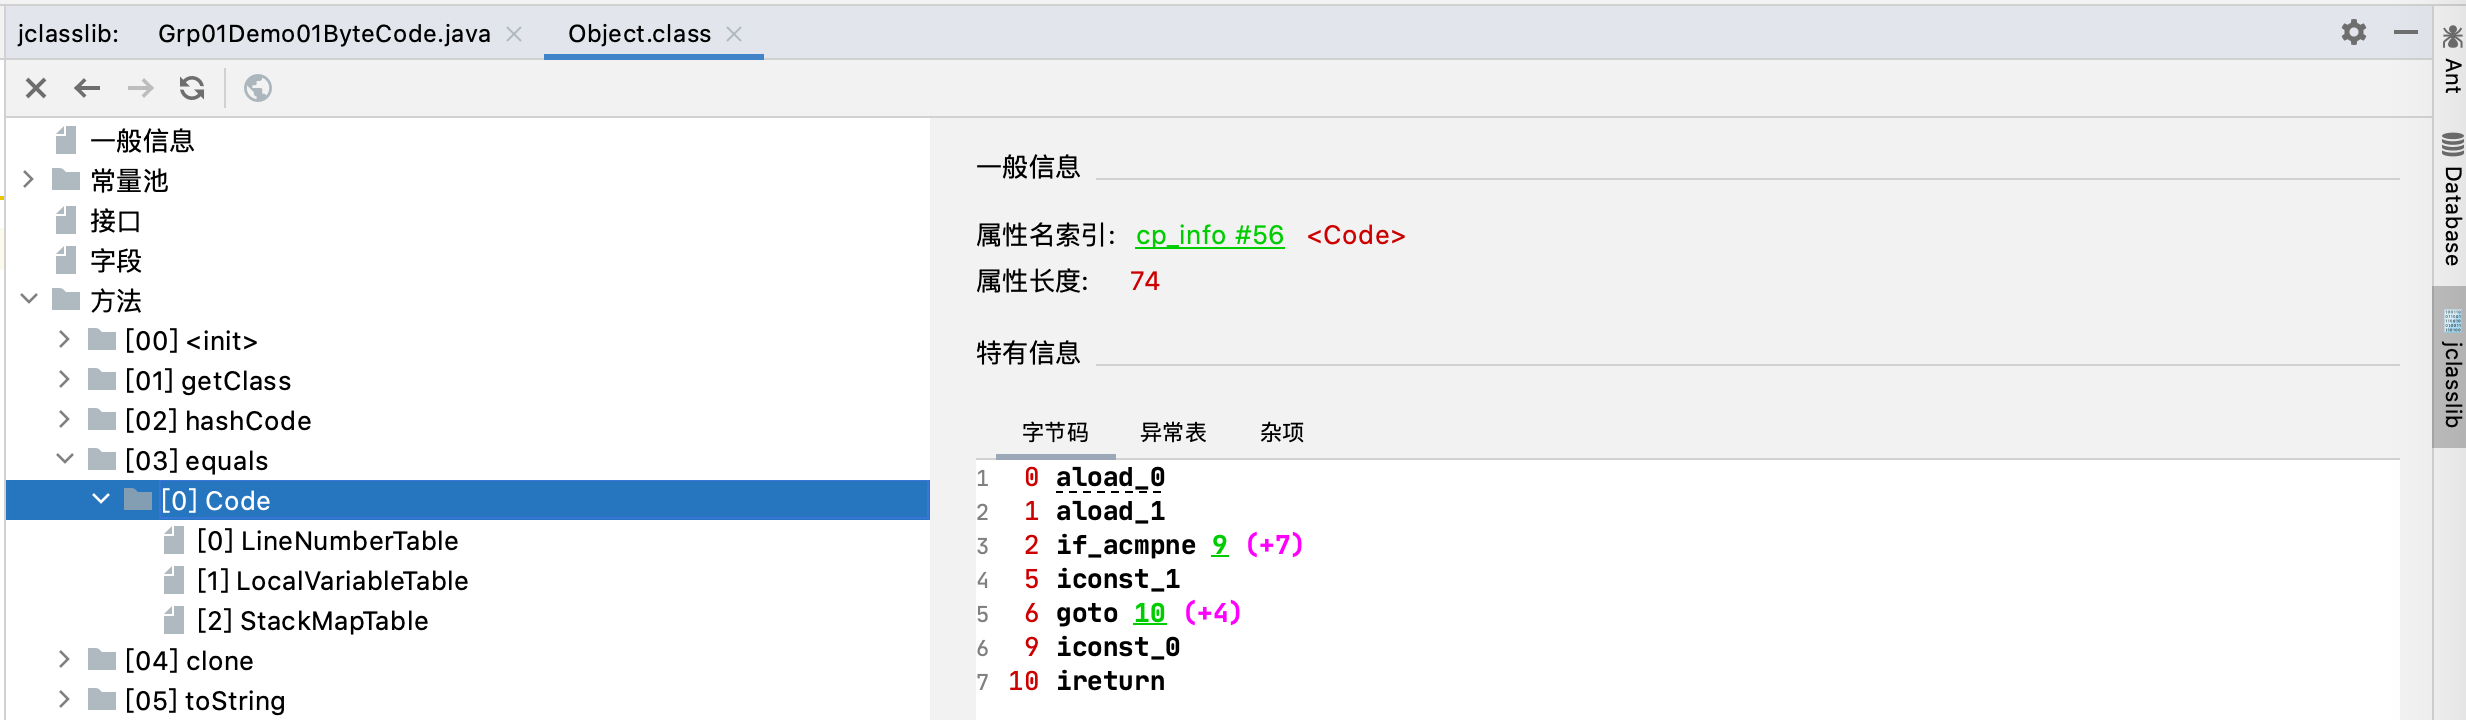 jclasslib: Grp01Demo01ByteCode.java Object.class
一般信息
常量池
接口
字段
方法
[00] <init>
[01] getClass
[02] hashCode
[03] equals
[0] Code
[0] LineNumberTable
[1] LocalVariableTable
[2] StackMapTable
[04] clone
[05] toString
一般信息
属性名索引: cp_info #56 <Code>
属性长度: 74
特有信息
字节码 异常表 杂项
1 0 aload_0
2 1 aload_1
3 2 if_acmpne 9 (+7)
4 5 iconst_1
5 6 goto 10 (+4)
6 9 iconst_0
7 10 ireturn
Ant
Database
jclasslib